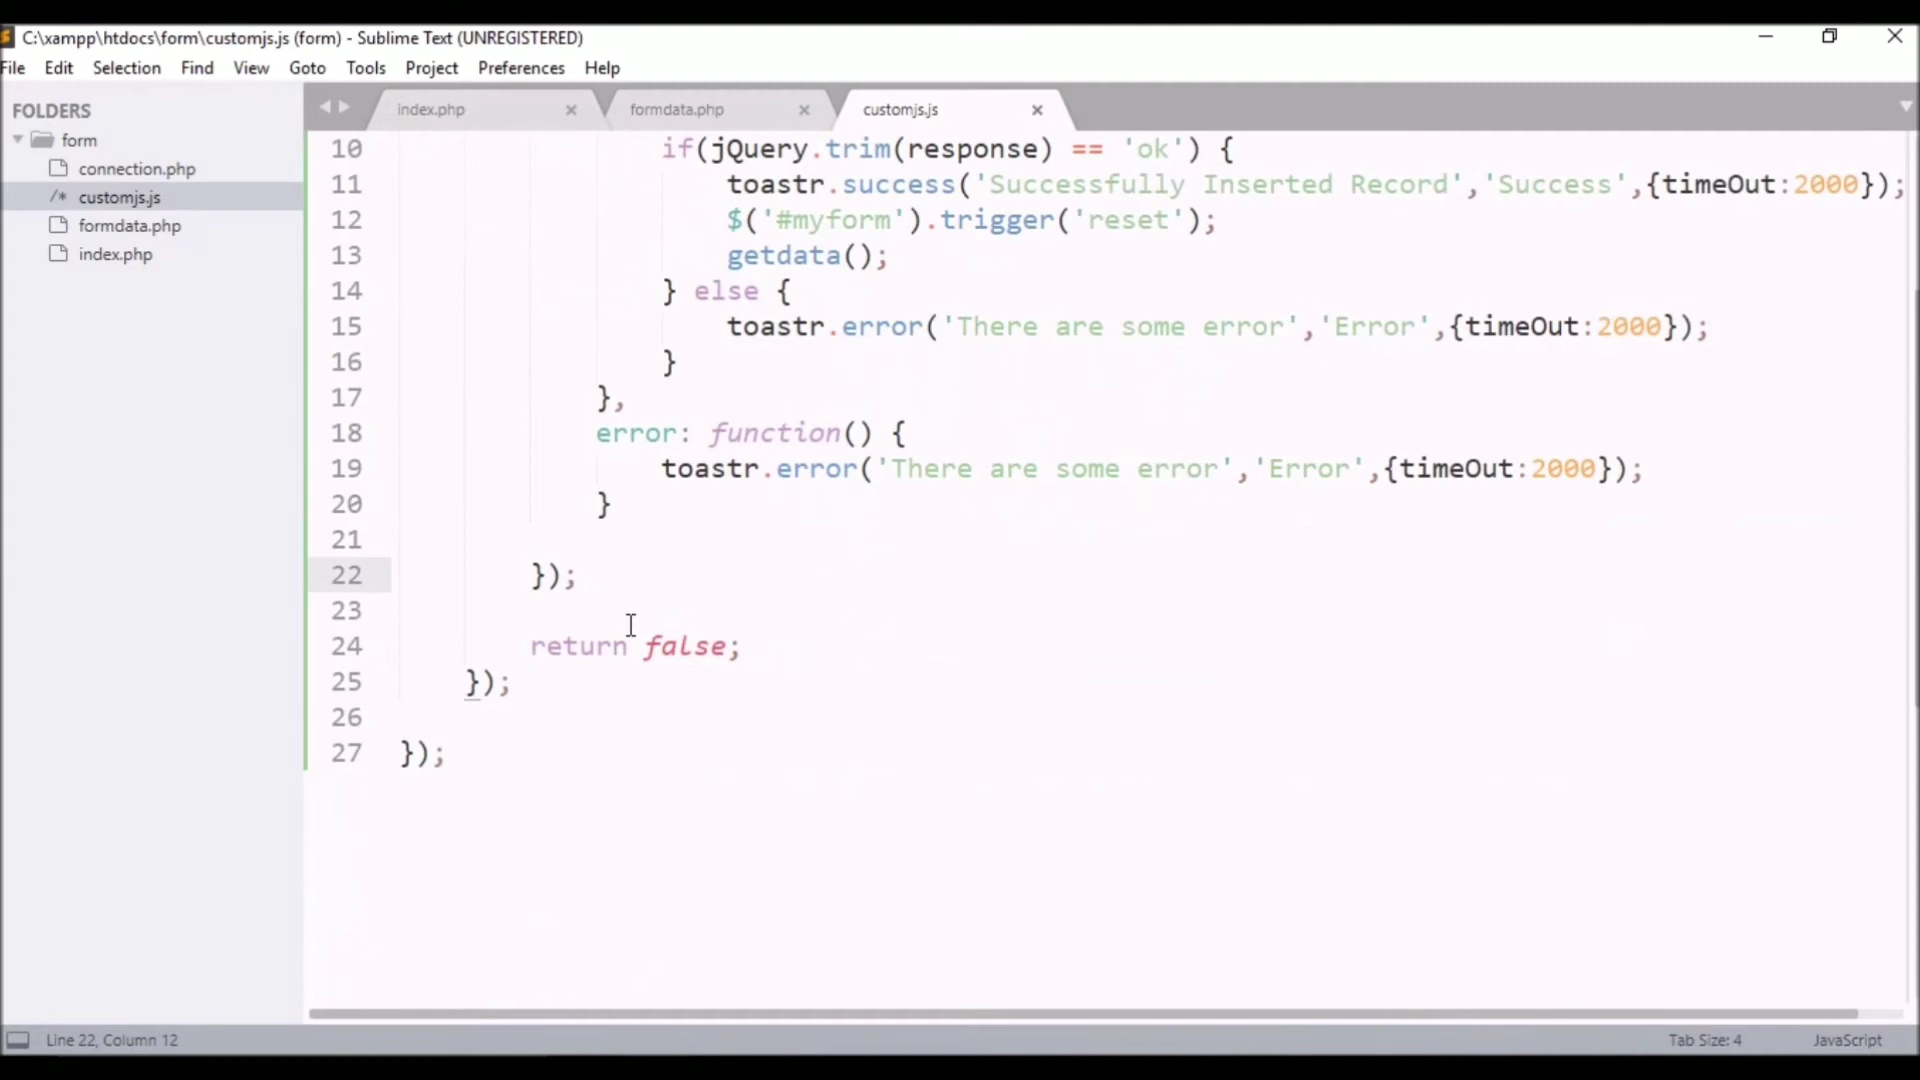 C:\xampp\htdocs\form\customjs.js (form) - Sublime Text (UNREGISTERED)
File Edit Selection Find View Goto Tools Project Preferences Help
FOLDERS
form
connection.php
/* customjs.js
formdata.php
index.php
index.php formdata.php customjs.js
10 if(jQuery.trim(response) == 'ok') {
11 toastr.success('Successfully Inserted Record','Success',{timeOut:2000});
12 $('#myform').trigger('reset');
13 getdata();
14 } else {
15 toastr.error('There are some error','Error',{timeOut:2000});
16 }
17 },
18 error: function() {
19 toastr.error('There are some error','Error',{timeOut:2000});
20 }
21
22 });
23
24 return false;
25 });
26
27 });
Line 22, Column 12 Tab Size: 4 JavaScript